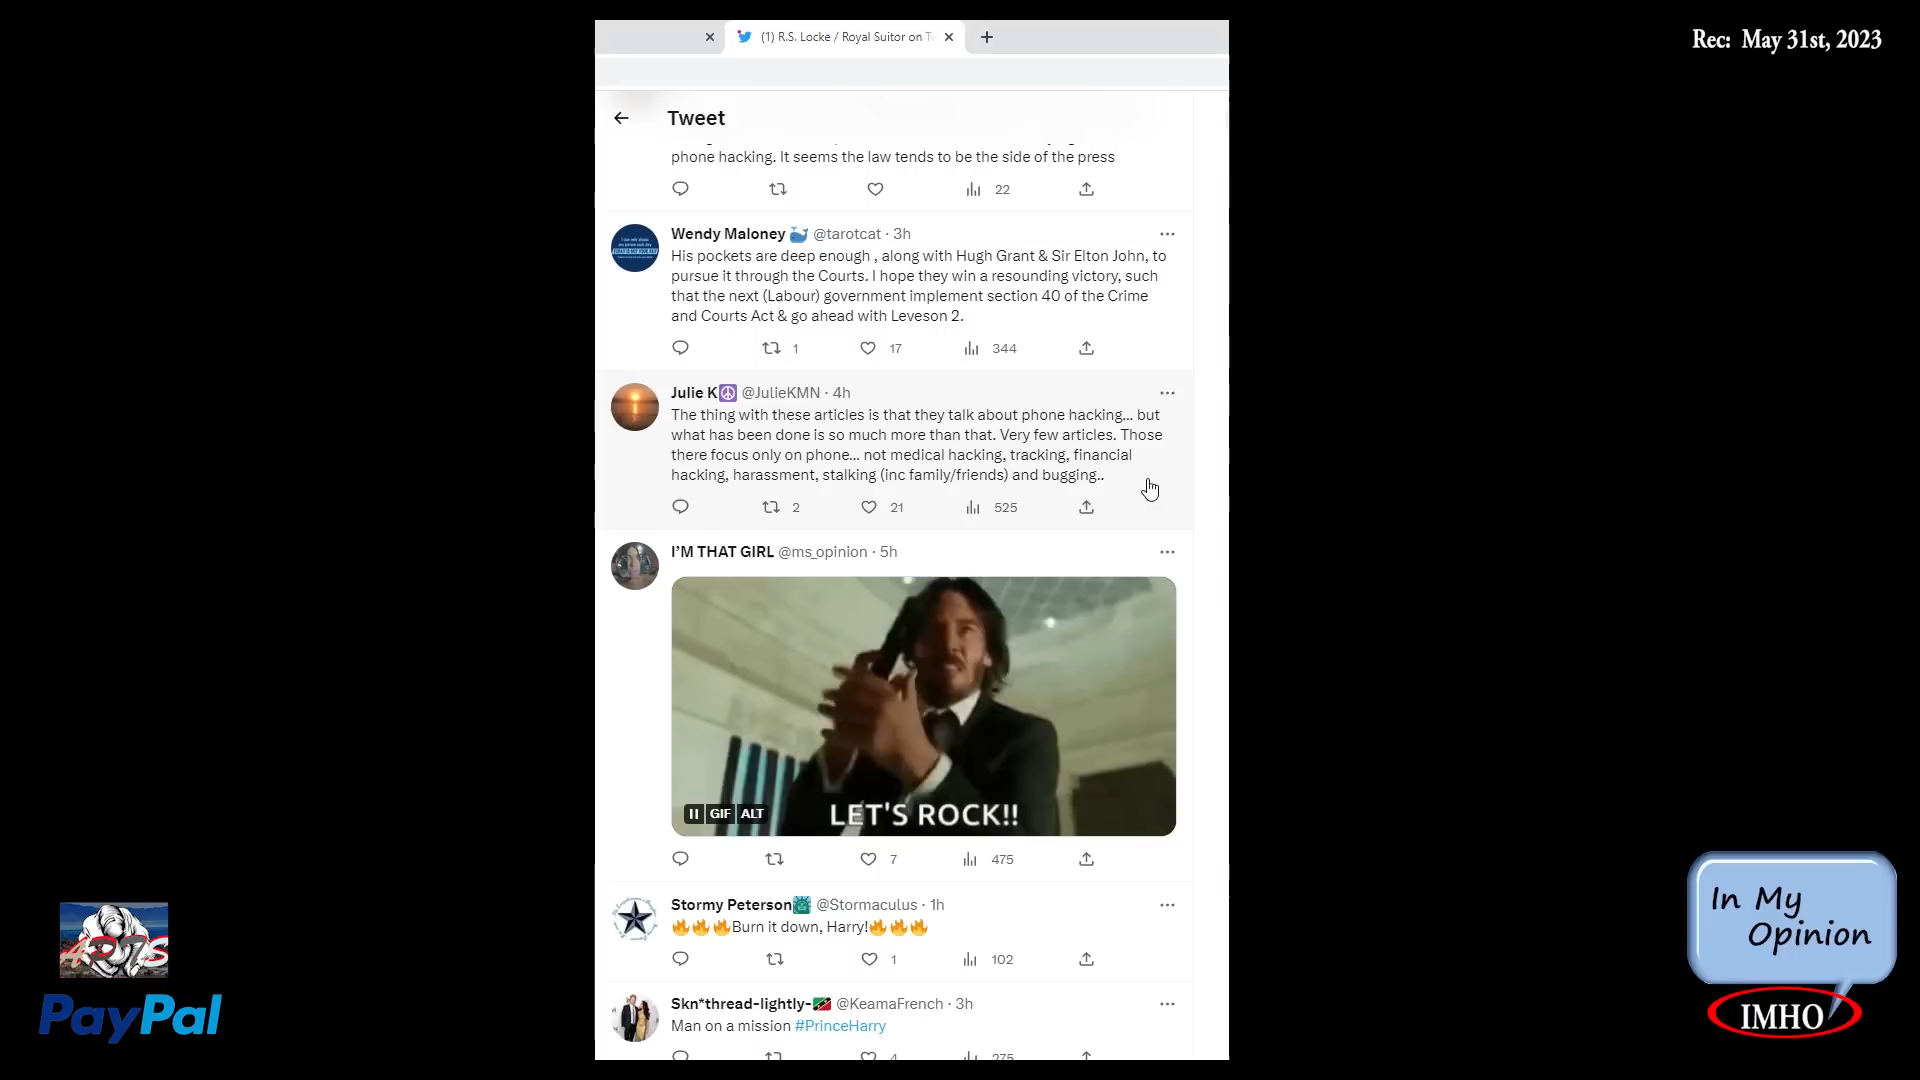 Rec: May 31st, 2023
(1) R.S. Locke / Royal Suitor on
Tweet
phone hacking. It seems the law tends to be the side of the press
22
Wendy Maloney 🐳 @tarotcat · 3h
His pockets are deep enough , along with Hugh Grant & Sir Elton John, to
pursue it through the Courts. I hope they win a resounding victory, such
that the next (Labour) government implement section 40 of the Crime
and Courts Act & go ahead with Leveson 2.
1 17 344
Julie K☮️ @JulieKMN · 4h
The thing with these articles is that they talk about phone hacking... but
what has been done is so much more than that. Very few articles. Those
there focus only on phone... not medical hacking, tracking, financial
hacking, harassment, stalking (inc family/friends) and bugging..
2 21 525
I'M THAT GIRL @ms_opinion · 5h
GIF ALT
LET'S ROCK!!
7 475
Stormy Peterson🗽 @Stormaculus · 1h
🔥🔥🔥Burn it down, Harry!🔥🔥🔥
1 102
Skn*thread-lightly-🇰🇳 @KeamaFrench · 3h
Man on a mission #PrinceHarry
4 275
PayPal
In My
Opinion
IMHO